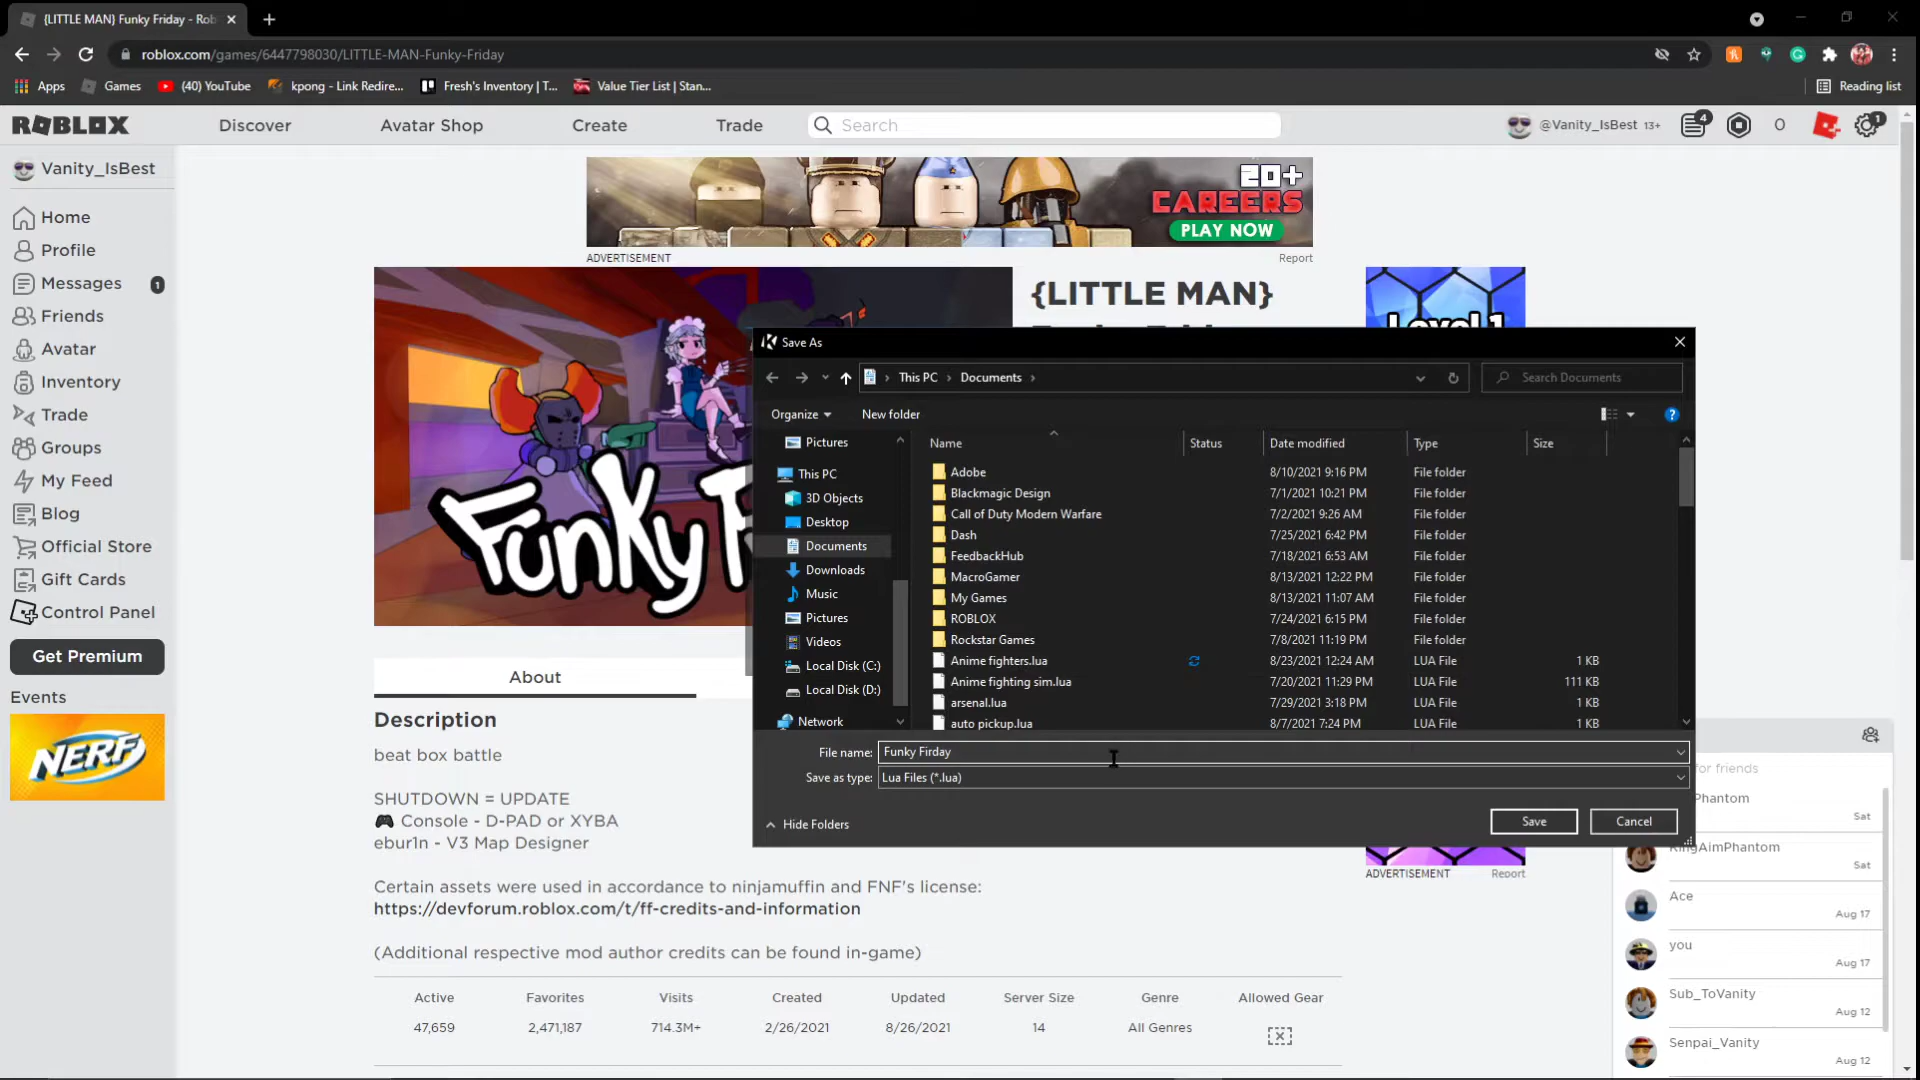 {LITTLE MAN} Funky Friday - Rob
roblox.com/games/6447798030/LITTLE-MAN-Funky-Friday
Apps
Games
(40) YouTube
kpong - Link Redire...
Fresh's Inventory | T...
Value Tier List | Stan...
Reading list
ROBLOX
Discover
Avatar Shop
Create
Trade
Search
@Vanity_IsBest 13+
4
0
1
Vanity_IsBest
Home
Profile
Messages
1
Friends
Avatar
Inventory
Trade
Groups
My Feed
Blog
Official Store
Gift Cards
Control Panel
Get Premium
Events
NERF
20+
CAREERS
PLAY NOW
ADVERTISEMENT
Report
{LITTLE MAN}
Level 1
Funky F
Save As
This PC
Documents
Search Documents
Organize
New folder
Pictures
This PC
3D Objects
Desktop
Documents
Downloads
Music
Pictures
Videos
Local Disk (C:)
Local Disk (D:)
Network
Name Status Date modified Type Size
Adobe 8/10/2021 9:16 PM File folder
Blackmagic Design 7/1/2021 10:21 PM File folder
Call of Duty Modern Warfare 7/2/2021 9:26 AM File folder
Dash 7/25/2021 6:42 PM File folder
FeedbackHub 7/18/2021 6:53 AM File folder
MacroGamer 8/13/2021 12:22 PM File folder
My Games 8/13/2021 11:07 AM File folder
ROBLOX 7/24/2021 6:15 PM File folder
Rockstar Games 7/8/2021 11:19 PM File folder
Anime fighters.lua 8/23/2021 12:24 AM LUA File 1 KB
Anime fighting sim.lua 7/20/2021 11:29 PM LUA File 111 KB
arsenal.lua 7/29/2021 3:18 PM LUA File 1 KB
auto pickup.lua 8/7/2021 7:24 PM LUA File 1 KB
File name: Funky Firday
Save as type: Lua Files (*.lua)
Hide Folders
Save
Cancel
About
Description
beat box battle
SHUTDOWN = UPDATE
🎮 Console - D-PAD or XYBA
ebur1n - V3 Map Designer
Certain assets were used in accordance to ninjamuffin and FNF's license:
https://devforum.roblox.com/t/ff-credits-and-information
(Additional respective mod author credits can be found in-game)
Active Favorites Visits Created Updated Server Size Genre Allowed Gear
47,659 2,471,187 714.3M+ 2/26/2021 8/26/2021 14 All Genres
ADVERTISEMENT
Report
for friends
Phantom
Sat
KingAimPhantom
Sat
Ace
Aug 17
you
Aug 17
Sub_ToVanity
Aug 12
Senpai_Vanity
Aug 12